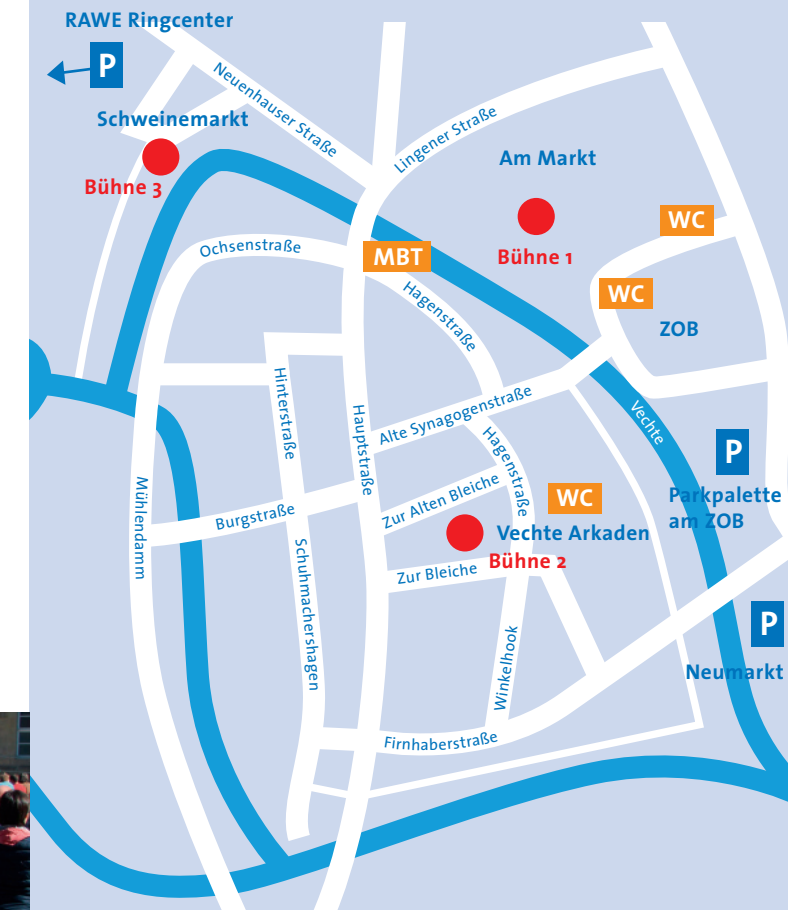 RAWE Ringcenter
P
Neuenhauser Straße
Schweinemarkt
Lingener Straße
Am Markt
Bühne 3
WC
Ochsenstraße
MBT
Bühne 1
Hagenstraße
WC
ZOB
Hinterstraße
Hauptstraße
Alte Synagogenstraße
Vechte
Hagenstraße
P
Mühlendamm
Zur Alten Bleiche
WC
Parkpalette
am ZOB
Burgstraße
Vechte Arkaden
Bühne 2
Schuhmachershagen
Zur Bleiche
P
Winkelhook
Neumarkt
Firnhaberstraße